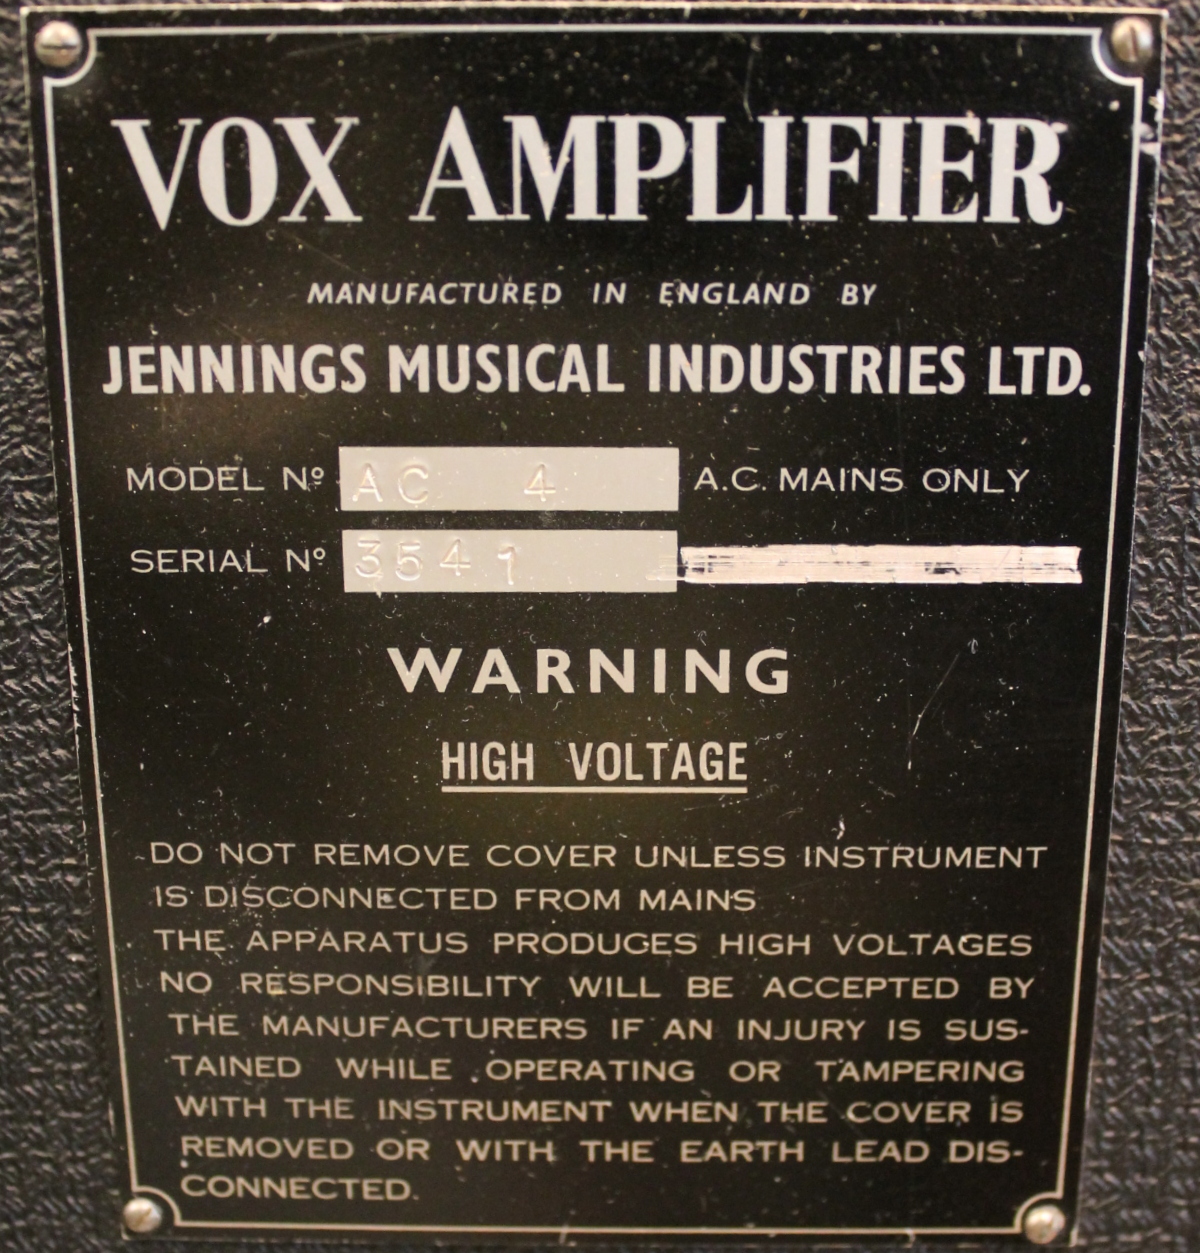 VOX AMPLIFIER
MANUFACTURED IN ENGLAND BY
JENNINGS MUSICAL INDUSTRIES LTD.
MODEL Nº AC 4 A.C. MAINS ONLY
SERIAL Nº 3541
WARNING
HIGH VOLTAGE
DO NOT REMOVE COVER UNLESS INSTRUMENT
IS DISCONNECTED FROM MAINS
THE APPARATUS PRODUGES HIGH VOLTAGES
NO RESPONSIBILITY WILL BE ACCEPTED BY
THE MANUFACTURERS IF AN INJURY IS SUS-
TAINED WHILE OPERATING OR TAMPERING
WITH THE INSTRUMENT WHEN THE COVER IS
REMOVED OR WITH THE EARTH LEAD DIS-
CONNECTED.